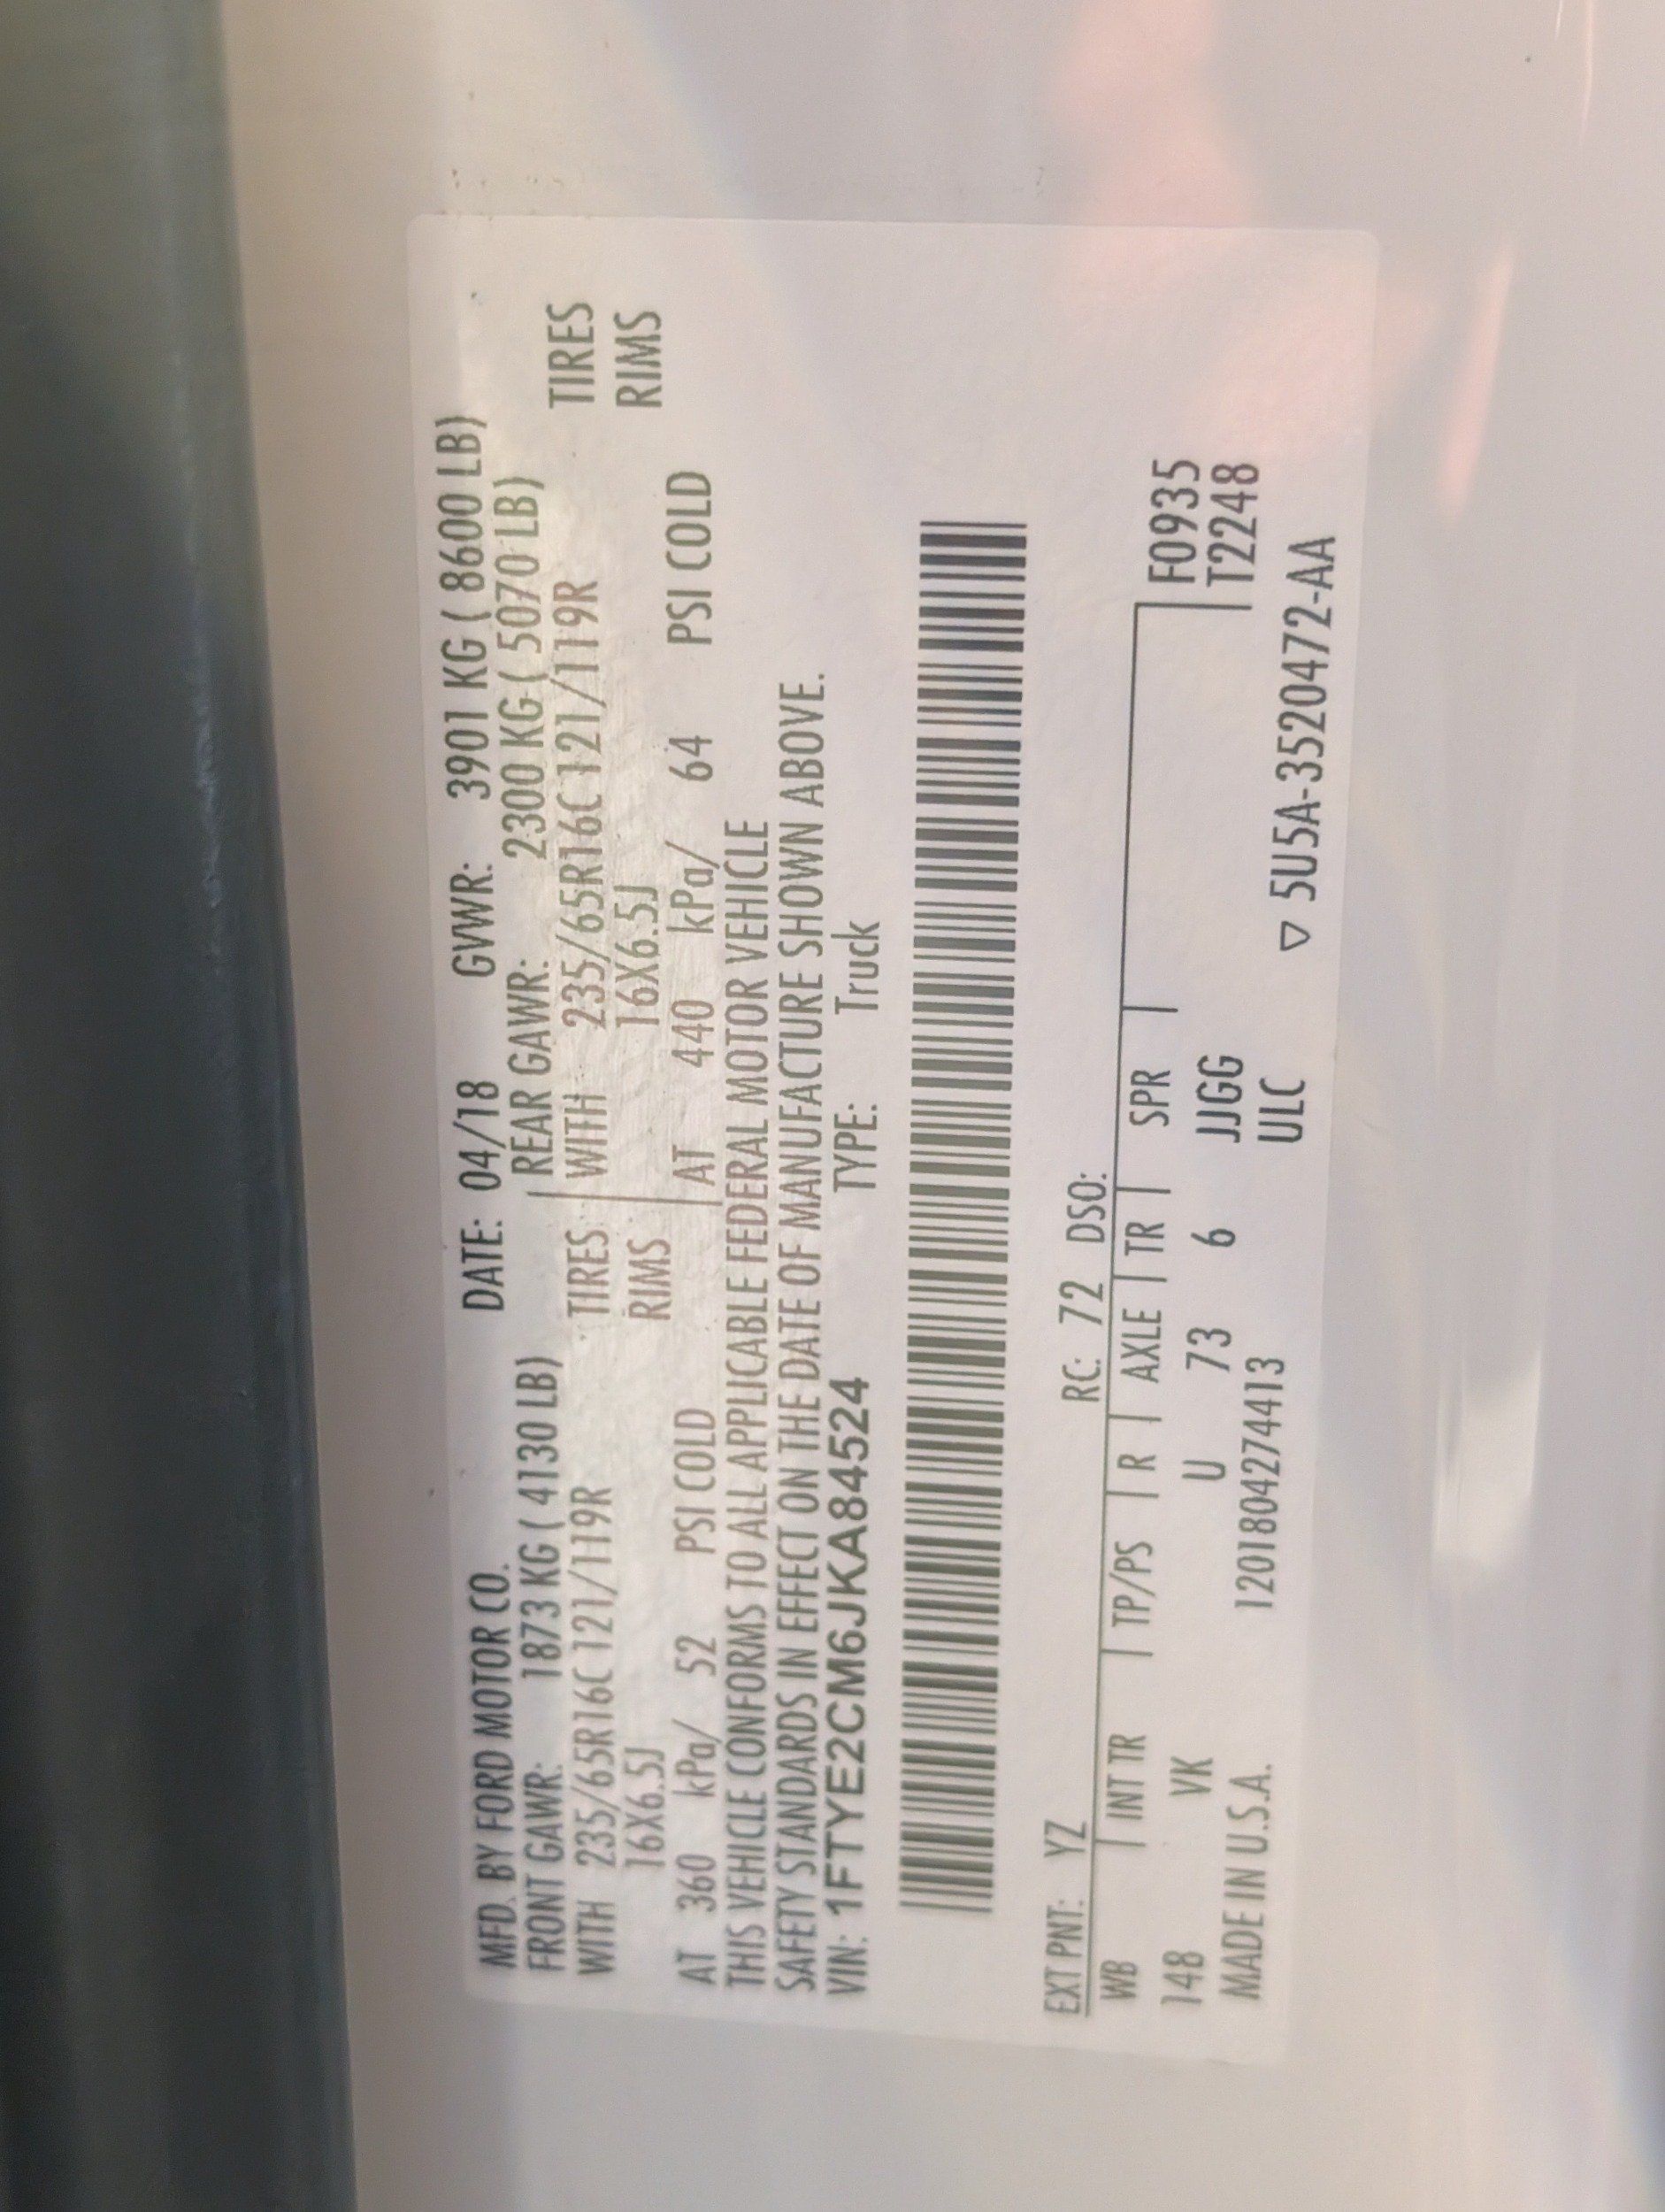 MFD. BY FORD MOTOR CO. DATE: 04/18 GVWR: 3901 KG ( 8600 LB)
FRONT GAWR: 1873 KG ( 4130 LB) REAR GAWR: 2300 KG ( 5070 LB)
WITH 235/65R16C 121/119R TIRES WITH 235/65R16C 121/119R TIRES
16X6.5J RIMS 16X6.5J RIMS
AT 360 kPa/ 52 PSI COLD AT 440 kPa/ 64 PSI COLD
THIS VEHICLE CONFORMS TO ALL APPLICABLE FEDERAL MOTOR VEHICLE
SAFETY STANDARDS IN EFFECT ON THE DATE OF MANUFACTURE SHOWN ABOVE.
VIN: 1FTYE2CM6JKA84524 TYPE: Truck
EXT PNT: YZ RC: 72 DSO:
WB INT TR TP/PS R AXLE TR SPR F0935
148 VK U 73 6 JJGG T2248
MADE IN U.S.A. 1201804274413 ULC
▽ 5U5A-3520472-AA